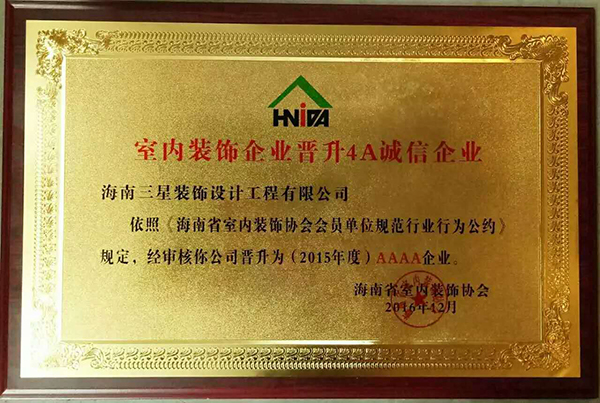 HNIDA
室内装饰企业晋升4A诚信企业
海南三星装饰设计工程有限公司
依照《海南省室内装饰协会会员单位规范行业行为公约》
规定，经审核你公司晋升为（2015年度）AAAA企业。
海南省室内装饰协会
2016年12月